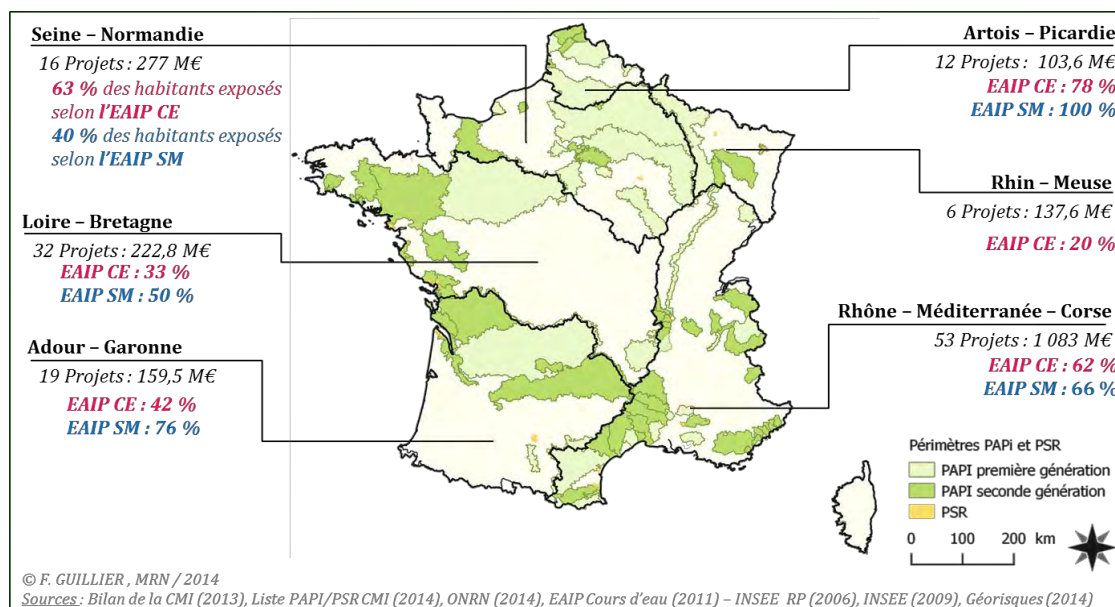 Seine – Normandie
16 Projets : 277 M€
63 % des habitants exposés
selon l'EAIP CE
40 % des habitants exposés
selon l'EAIP SM
Loire – Bretagne
32 Projets : 222,8 M€
EAIP CE : 33 %
EAIP SM : 50 %
Adour – Garonne
19 Projets : 159,5 M€
EAIP CE : 42 %
EAIP SM : 76 %
Artois – Picardie
12 Projets : 103,6 M€
EAIP CE : 78 %
EAIP SM : 100 %
Rhin – Meuse
6 Projets : 137,6 M€
EAIP CE : 20 %
Rhône – Méditerranée – Corse
53 Projets : 1 083 M€
EAIP CE : 62 %
EAIP SM : 66 %
Périmètres PAPi et PSR
PAPI première génération
PAPI seconde génération
PSR
0 100 200 km
© F. GUILLIER , MRN / 2014
Sources : Bilan de la CMI (2013), Liste PAPI/PSR CMI (2014), ONRN (2014), EAIP Cours d'eau (2011) – INSEE RP (2006), INSEE (2009), Géorisques (2014)